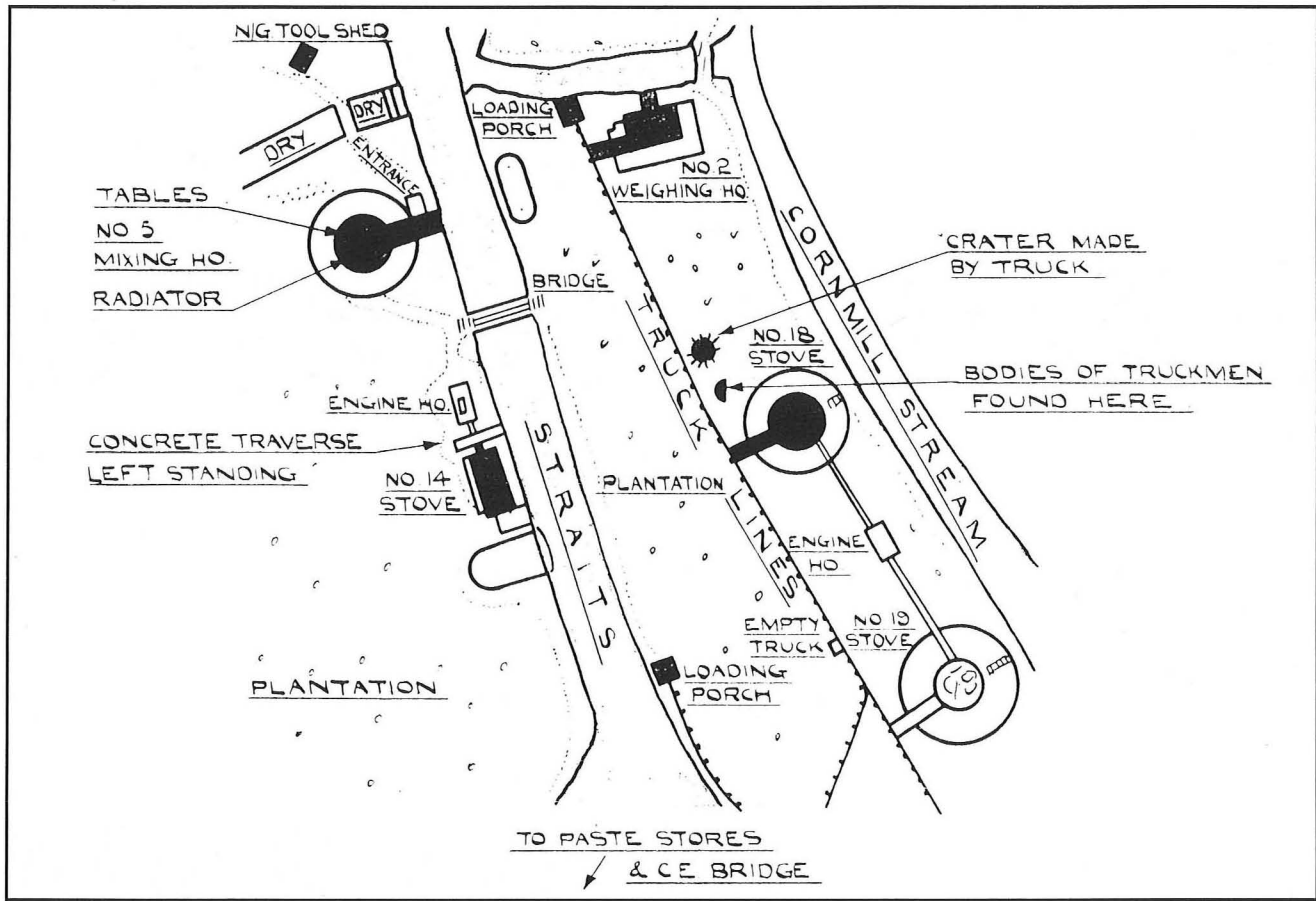 N/G TOOL SHED
DRY
DRY
ENTRANCE
LOADING
PORCH
NO. 2
WEIGHING HO.
TABLES
NO 5
MIXING HO.
RADIATOR
BRIDGE
CORNMILL STREAM
CRATER MADE
BY TRUCK
TRUCK LINES
NO. 18
STOVE
BODIES OF TRUCKMEN
FOUND HERE
ENGINE HO.
CONCRETE TRAVERSE
LEFT STANDING
NO. 14
STOVE
STRAITS
PLANTATION
ENGINE
HO.
EMPTY
TRUCK
NO 19
STOVE
PLANTATION
LOADING
PORCH
TO PASTE STORES
& C E BRIDGE